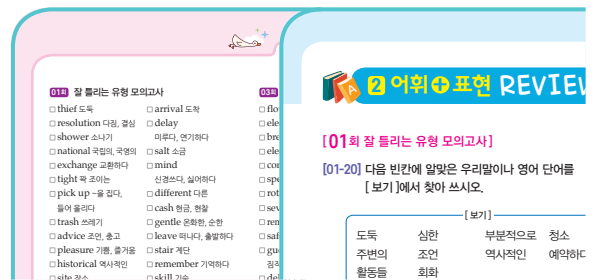 01회 잘 틀리는 유형 모의고사
□ thief 도둑
□ resolution 다짐, 결심
□ shower 소나기
□ national 국립의, 국영의
□ exchange 교환하다
□ tight 꽉 조이는
□ pick up ~을 집다,
들어 올리다
□ trash 쓰레기
□ advice 조언, 충고
□ pleasure 기쁨, 즐거움
□ historical 역사적인
□ site 장소
□ arrival 도착
□ delay
미루다, 연기하다
□ salt 소금
□ mind
신경쓰다, 싫어하다
□ different 다른
□ cash 현금, 현찰
□ gentle 온화한, 순한
□ leave 떠나다, 출발하다
□ stair 계단
□ remember 기억하다
□ skill 기술
03회
2 어휘+표현 REVIEW
[01회 잘 틀리는 유형 모의고사]
[01-20] 다음 빈칸에 알맞은 우리말이나 영어 단어를
[보기]에서 찾아 쓰시오.
[보기]
도둑 심한 부분적으로 청소
주변의 조언 역사적인 예약하다
활동들 회화